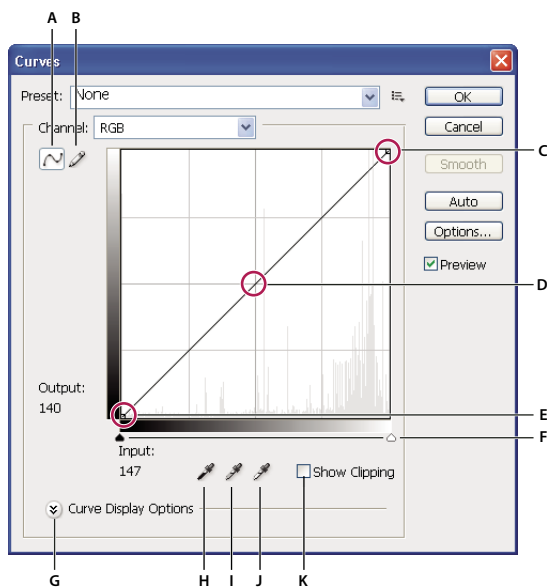 A B
Curves
Preset: None
OK
Channel: RGB
Cancel
C
Smooth
Auto
Options...
Preview
D
Output:
140
E
F
Input:
147
Show Clipping
Curve Display Options
G H I J K